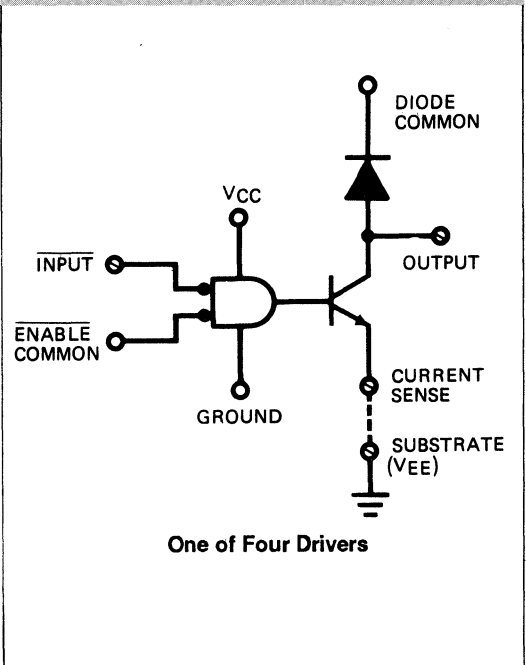 DIODE
COMMON
VCC
INPUT
OUTPUT
ENABLE
COMMON
CURRENT
SENSE
GROUND
SUBSTRATE
(VEE)
One of Four Drivers